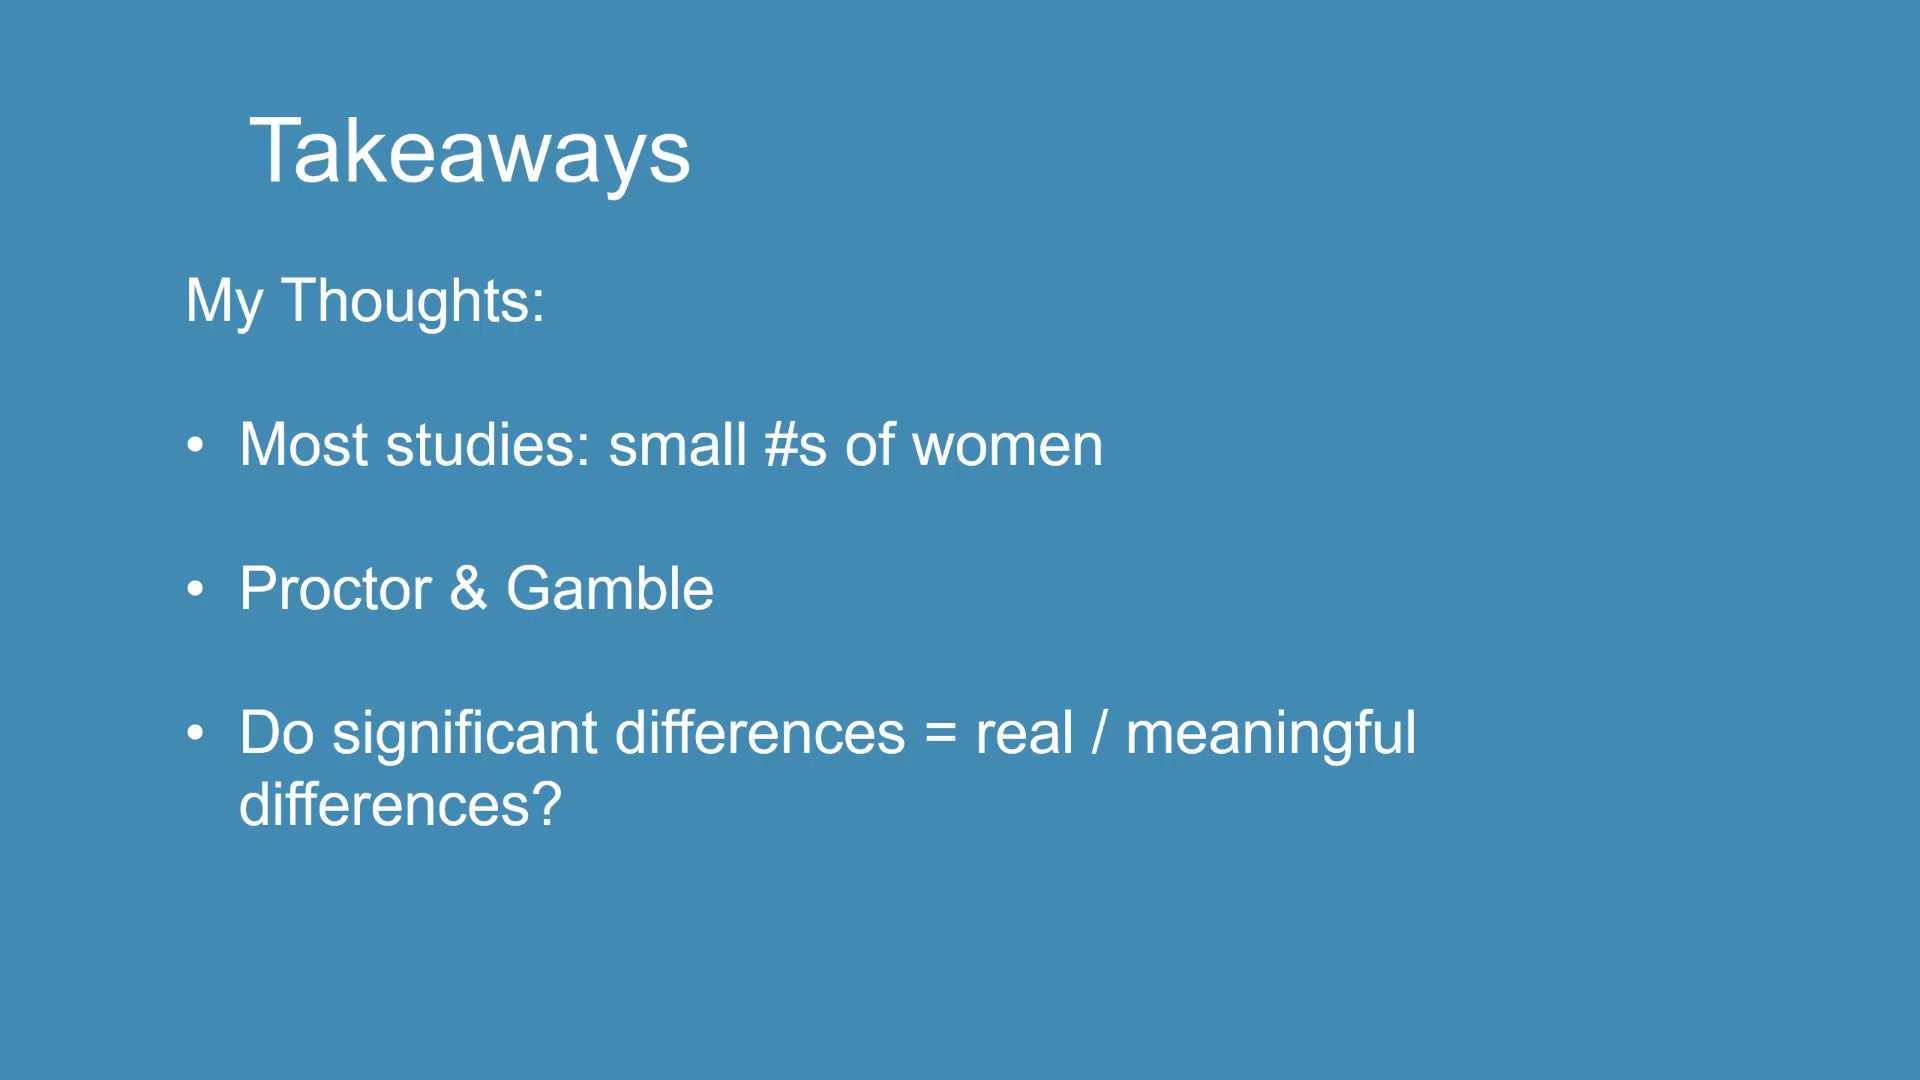 Takeaways
My Thoughts:
• Most studies: small #s of women
• Proctor & Gamble
• Do significant differences = real / meaningful
differences?